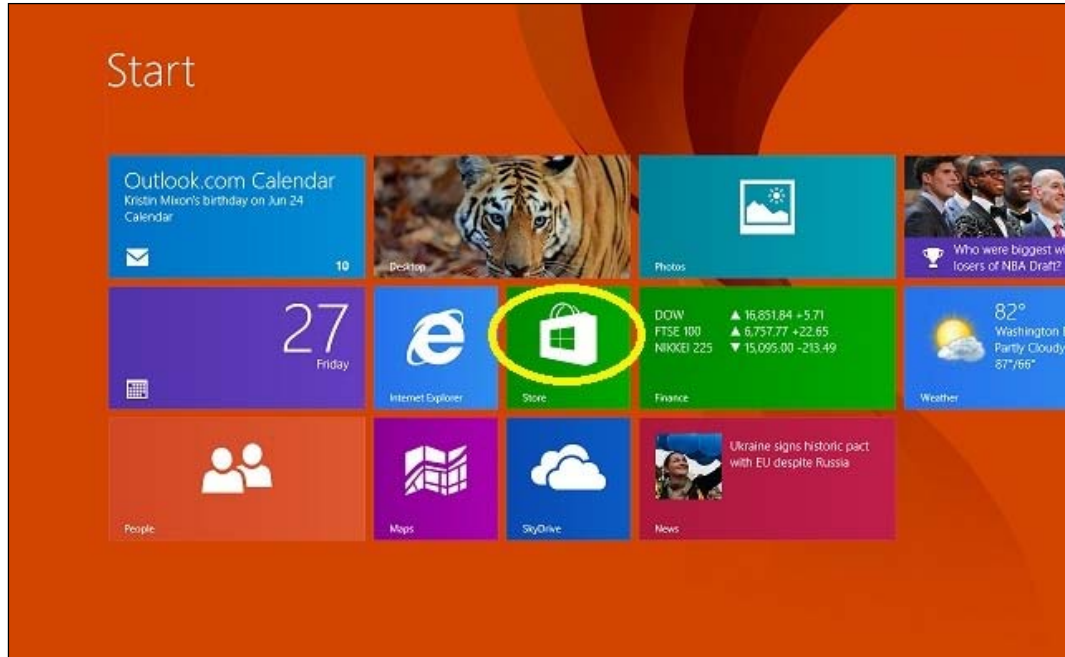 Start
Outlook.com Calendar
Kristin Mixon's birthday on Jun 24
Calendar
10
Desktop
Photos
Who were biggest wi
losers of NBA Draft?
27
Friday
Internet Explorer
Store
DOW ▲ 16,851.84 +5.71
FTSE 100 ▲ 6,757.77 +22.65
NIKKEI 225 ▼ 15,095.00 -213.49
Finance
82°
Washington
Partly Cloudy
87°/66°
Weather
People
Maps
SkyDrive
Ukraine signs historic pact
with EU despite Russia
News